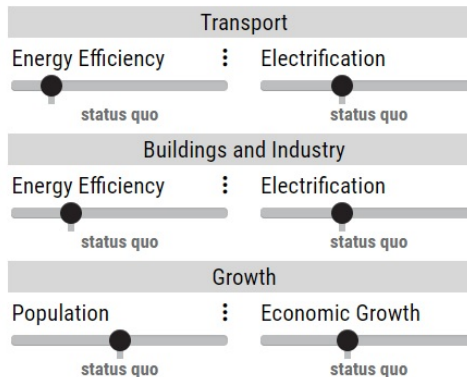 Transport
Energy Efficiency Electrification
status quo status quo
Buildings and Industry
Energy Efficiency Electrification
status quo status quo
Growth
Population Economic Growth
status quo status quo